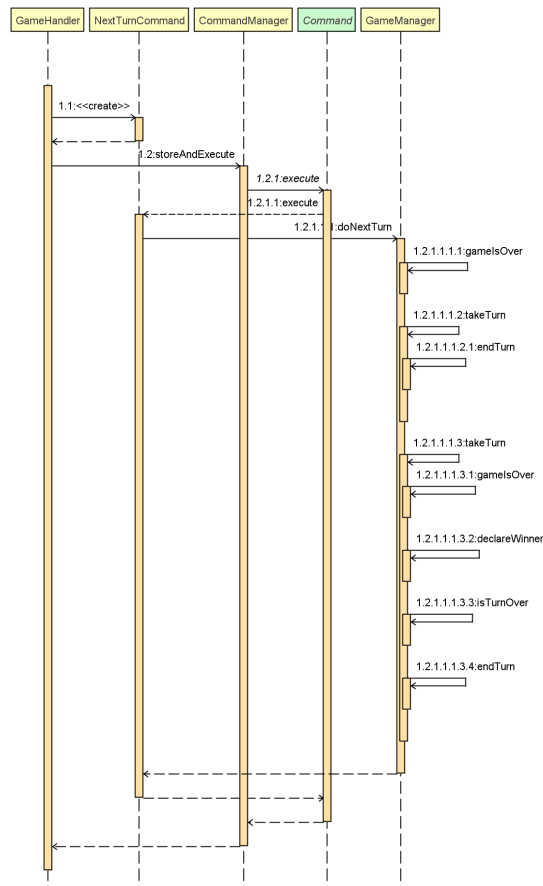 GameHandler
NextTurnCommand
CommandManager
Command
GameManager
1.1:<<create>>
1.2:storeAndExecute
1.2.1:execute
1.2.1.1:execute
1.2.1.1.1:doNextTurn
1.2.1.1.1.1:gameIsOver
1.2.1.1.1.2:takeTurn
1.2.1.1.1.2.1:endTurn
1.2.1.1.1.3:takeTurn
1.2.1.1.1.3.1:gameIsOver
1.2.1.1.1.3.2:declareWinner
1.2.1.1.1.3.3:isTurnOver
1.2.1.1.1.3.4:endTurn